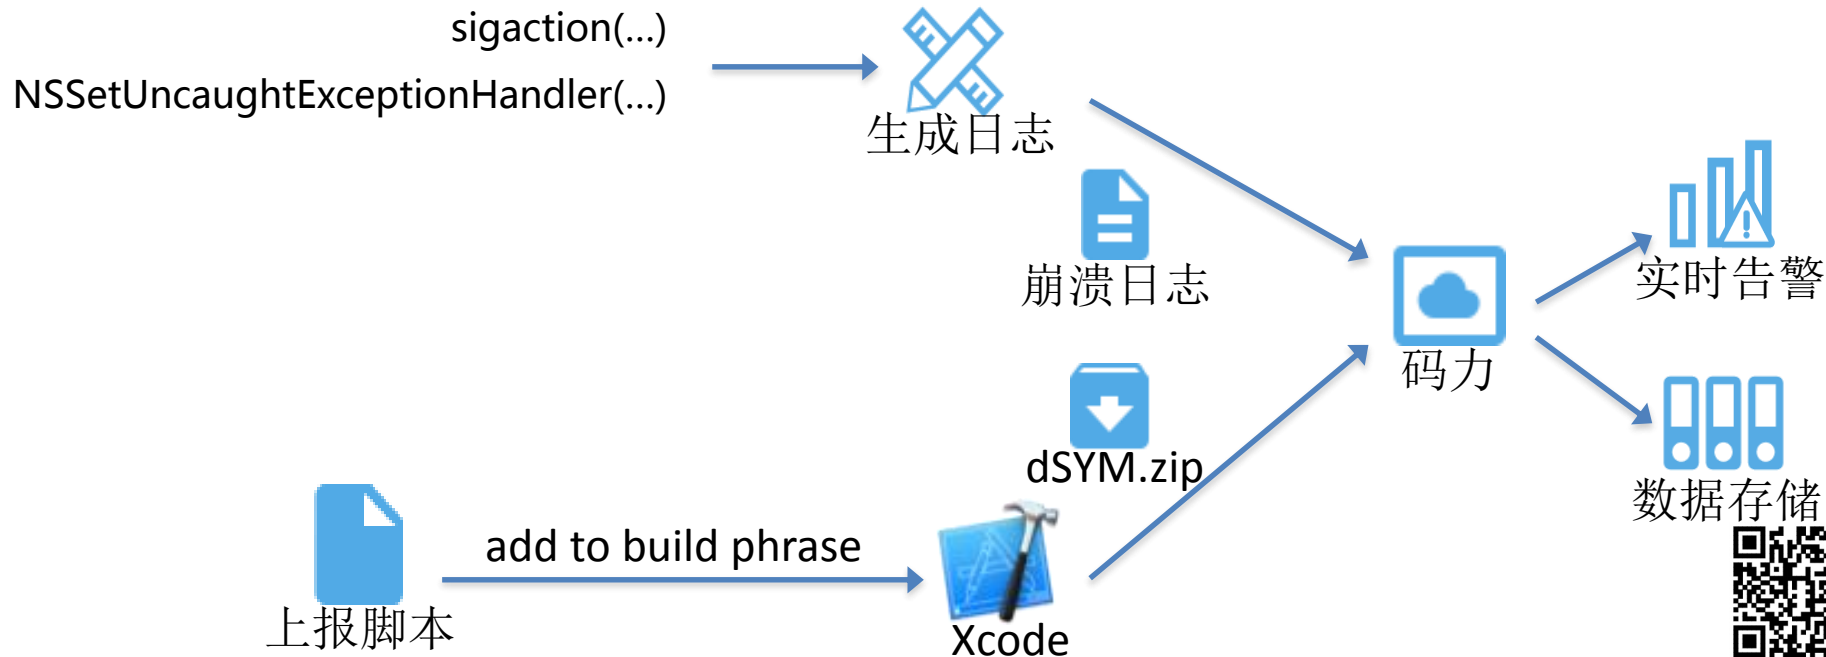 sigaction(...)
NSSetUncaughtExceptionHandler(...)
生成日志
崩溃日志
实时告警
码力
dSYM.zip
数据存储
add to build phrase
上报脚本
Xcode